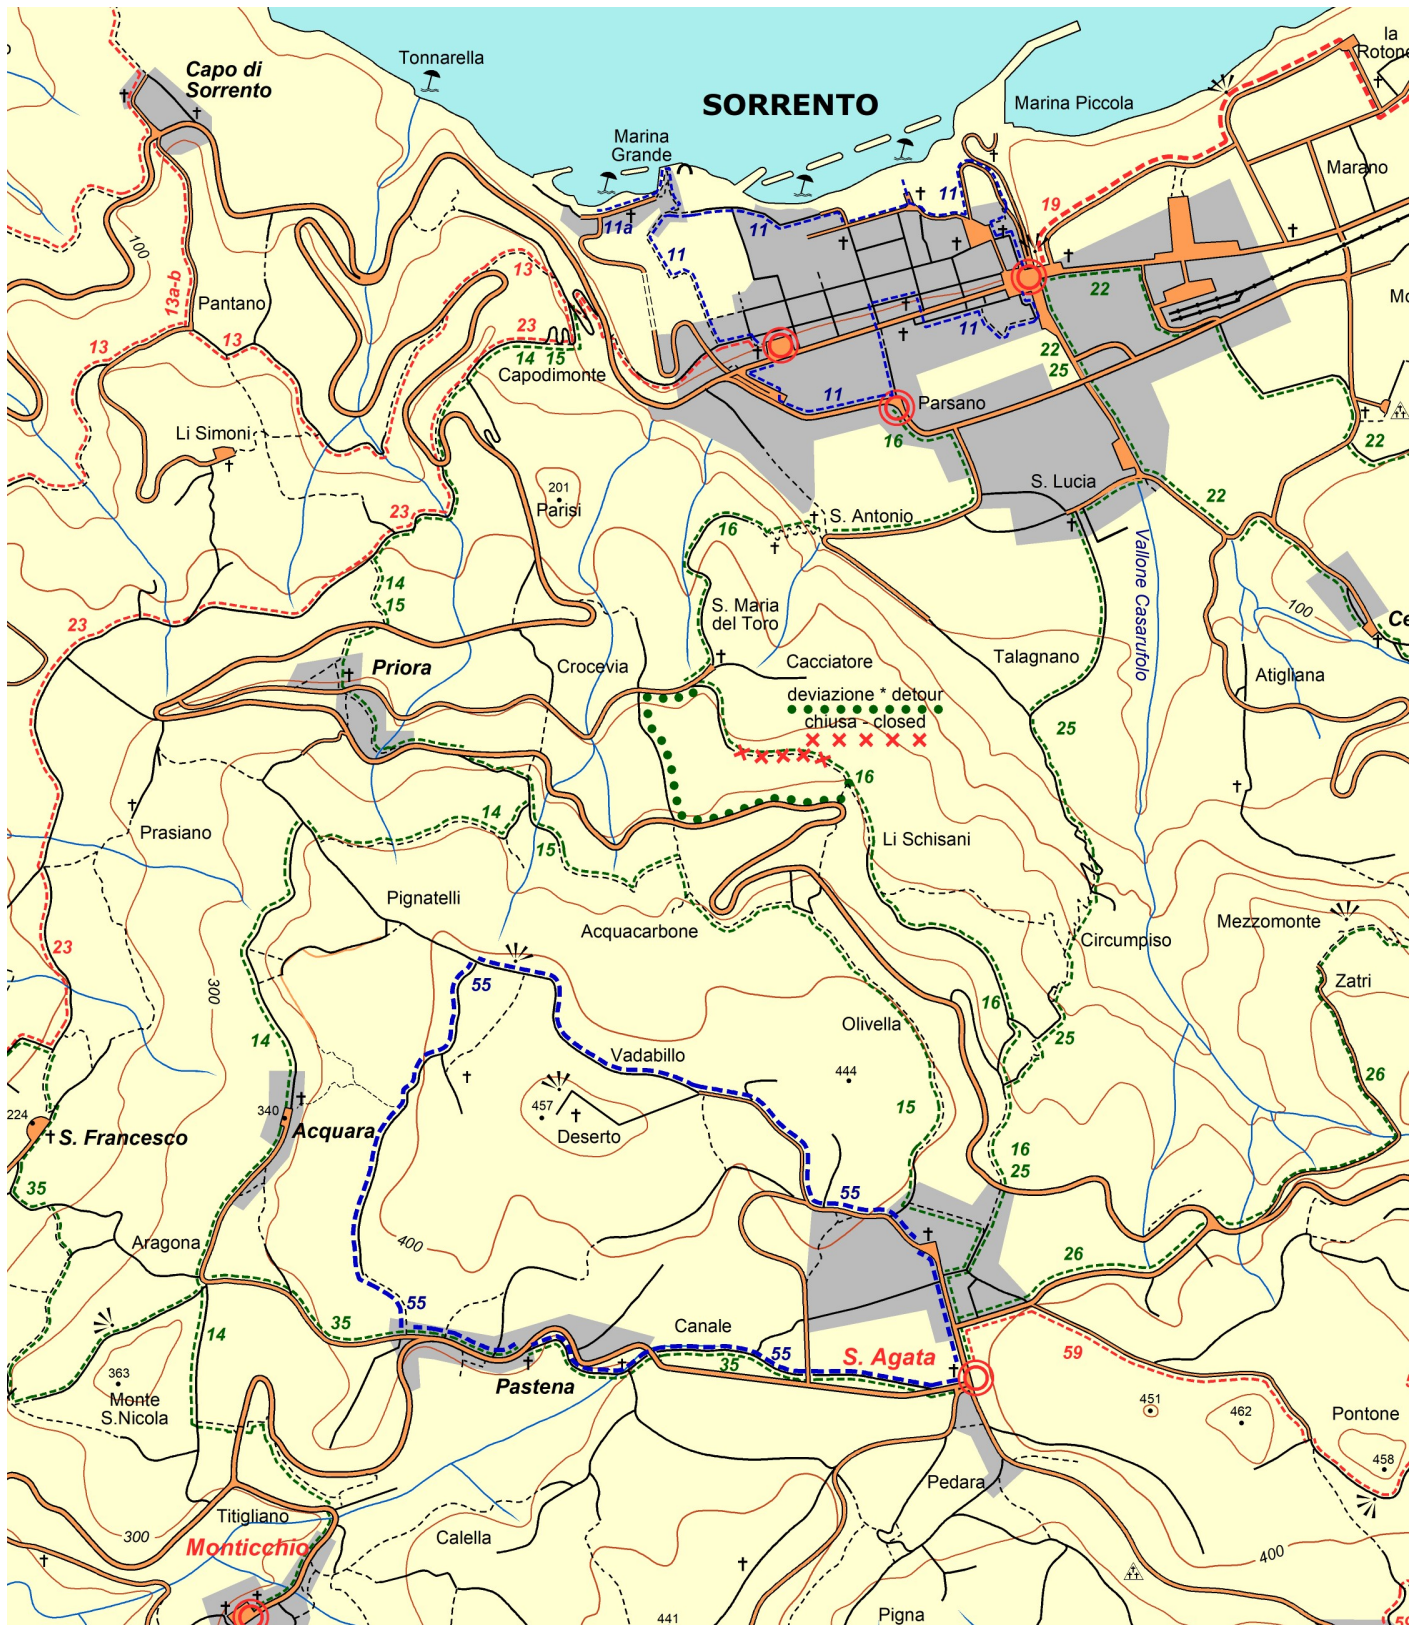 la
Rotone
Tonnarella
Capo di
Sorrento
SORRENTO
Marina Piccola
Marina
Grande
Marano
11
19
11a
11
11
100
13
13a-b
Pantano
22
11
13
13
23
14 15
Capodimonte
22
25
11
Parsano
Li Simoni
16
22
S. Lucia
201
Parisi
22
23
16
S. Antonio
Vallone Casarufolo
14
15
S. Maria
del Toro
100
Ce
23
Priora
Crocevia
Cacciatore
Talagnano
Atigliana
deviazione * detour
chiusa - closed
25
16
14
Prasiano
15
Li Schisani
Pignatelli
Mezzomonte
Acquacarbone
Circumpiso
23
55
300
16
Zatri
Olivella
14
25
Vadabillo
444
26
457
15
224
340
Acquara
Deserto
S. Francesco
16
25
35
55
Aragona
400
26
55
35
14
Canale
55
35
S. Agata
59
363
Monte
S.Nicola
Pastena
451
462
Pontone
458
Pedara
Titigliano
300
Monticchio
Calella
400
441
Pigna
59